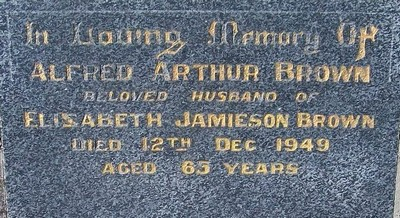 In Loving Memory Of
ALFRED ARTHUR BROWN
BELOVED HUSBAND OF
ELISABETH JAMIESON BROWN
DIED 12TH DEC 1949
AGED 63 YEARS